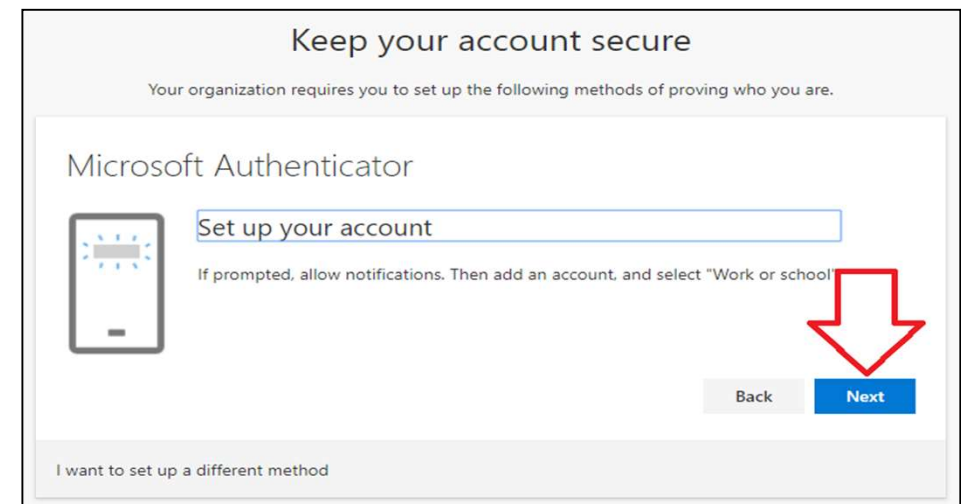 Keep your account secure
Your organization requires you to set up the following methods of proving who you are.
Microsoft Authenticator
Set up your account
If prompted, allow notifications. Then add an account, and select "Work or school"
Back
Next
I want to set up a different method